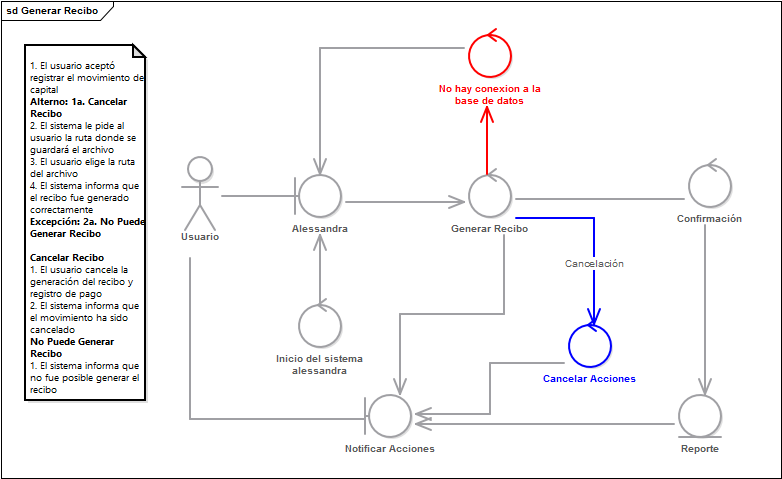 sd Generar Recibo
1. El usuario aceptó
registrar el movimiento de
capital
Alterno: 1a. Cancelar
Recibo
2. El sistema le pide al
usuario la ruta donde se
guardará el archivo
3. El usuario elige la ruta
del archivo
4. El sistema informa que
el recibo fue generado
correctamente
Excepción: 2a. No Puede
Generar Recibo
Cancelar Recibo
1. El usuario cancela la
generación del recibo y
registro de pago
2. El sistema informa que
el movimiento ha sido
cancelado
No Puede Generar
Recibo
1. El sistema informa que
no fue posible generar el
recibo
No hay conexion a la
base de datos
Usuario
Alessandra
Generar Recibo
Confirmación
Cancelación
Inicio del sistema
alessandra
Cancelar Acciones
Notificar Acciones
Reporte